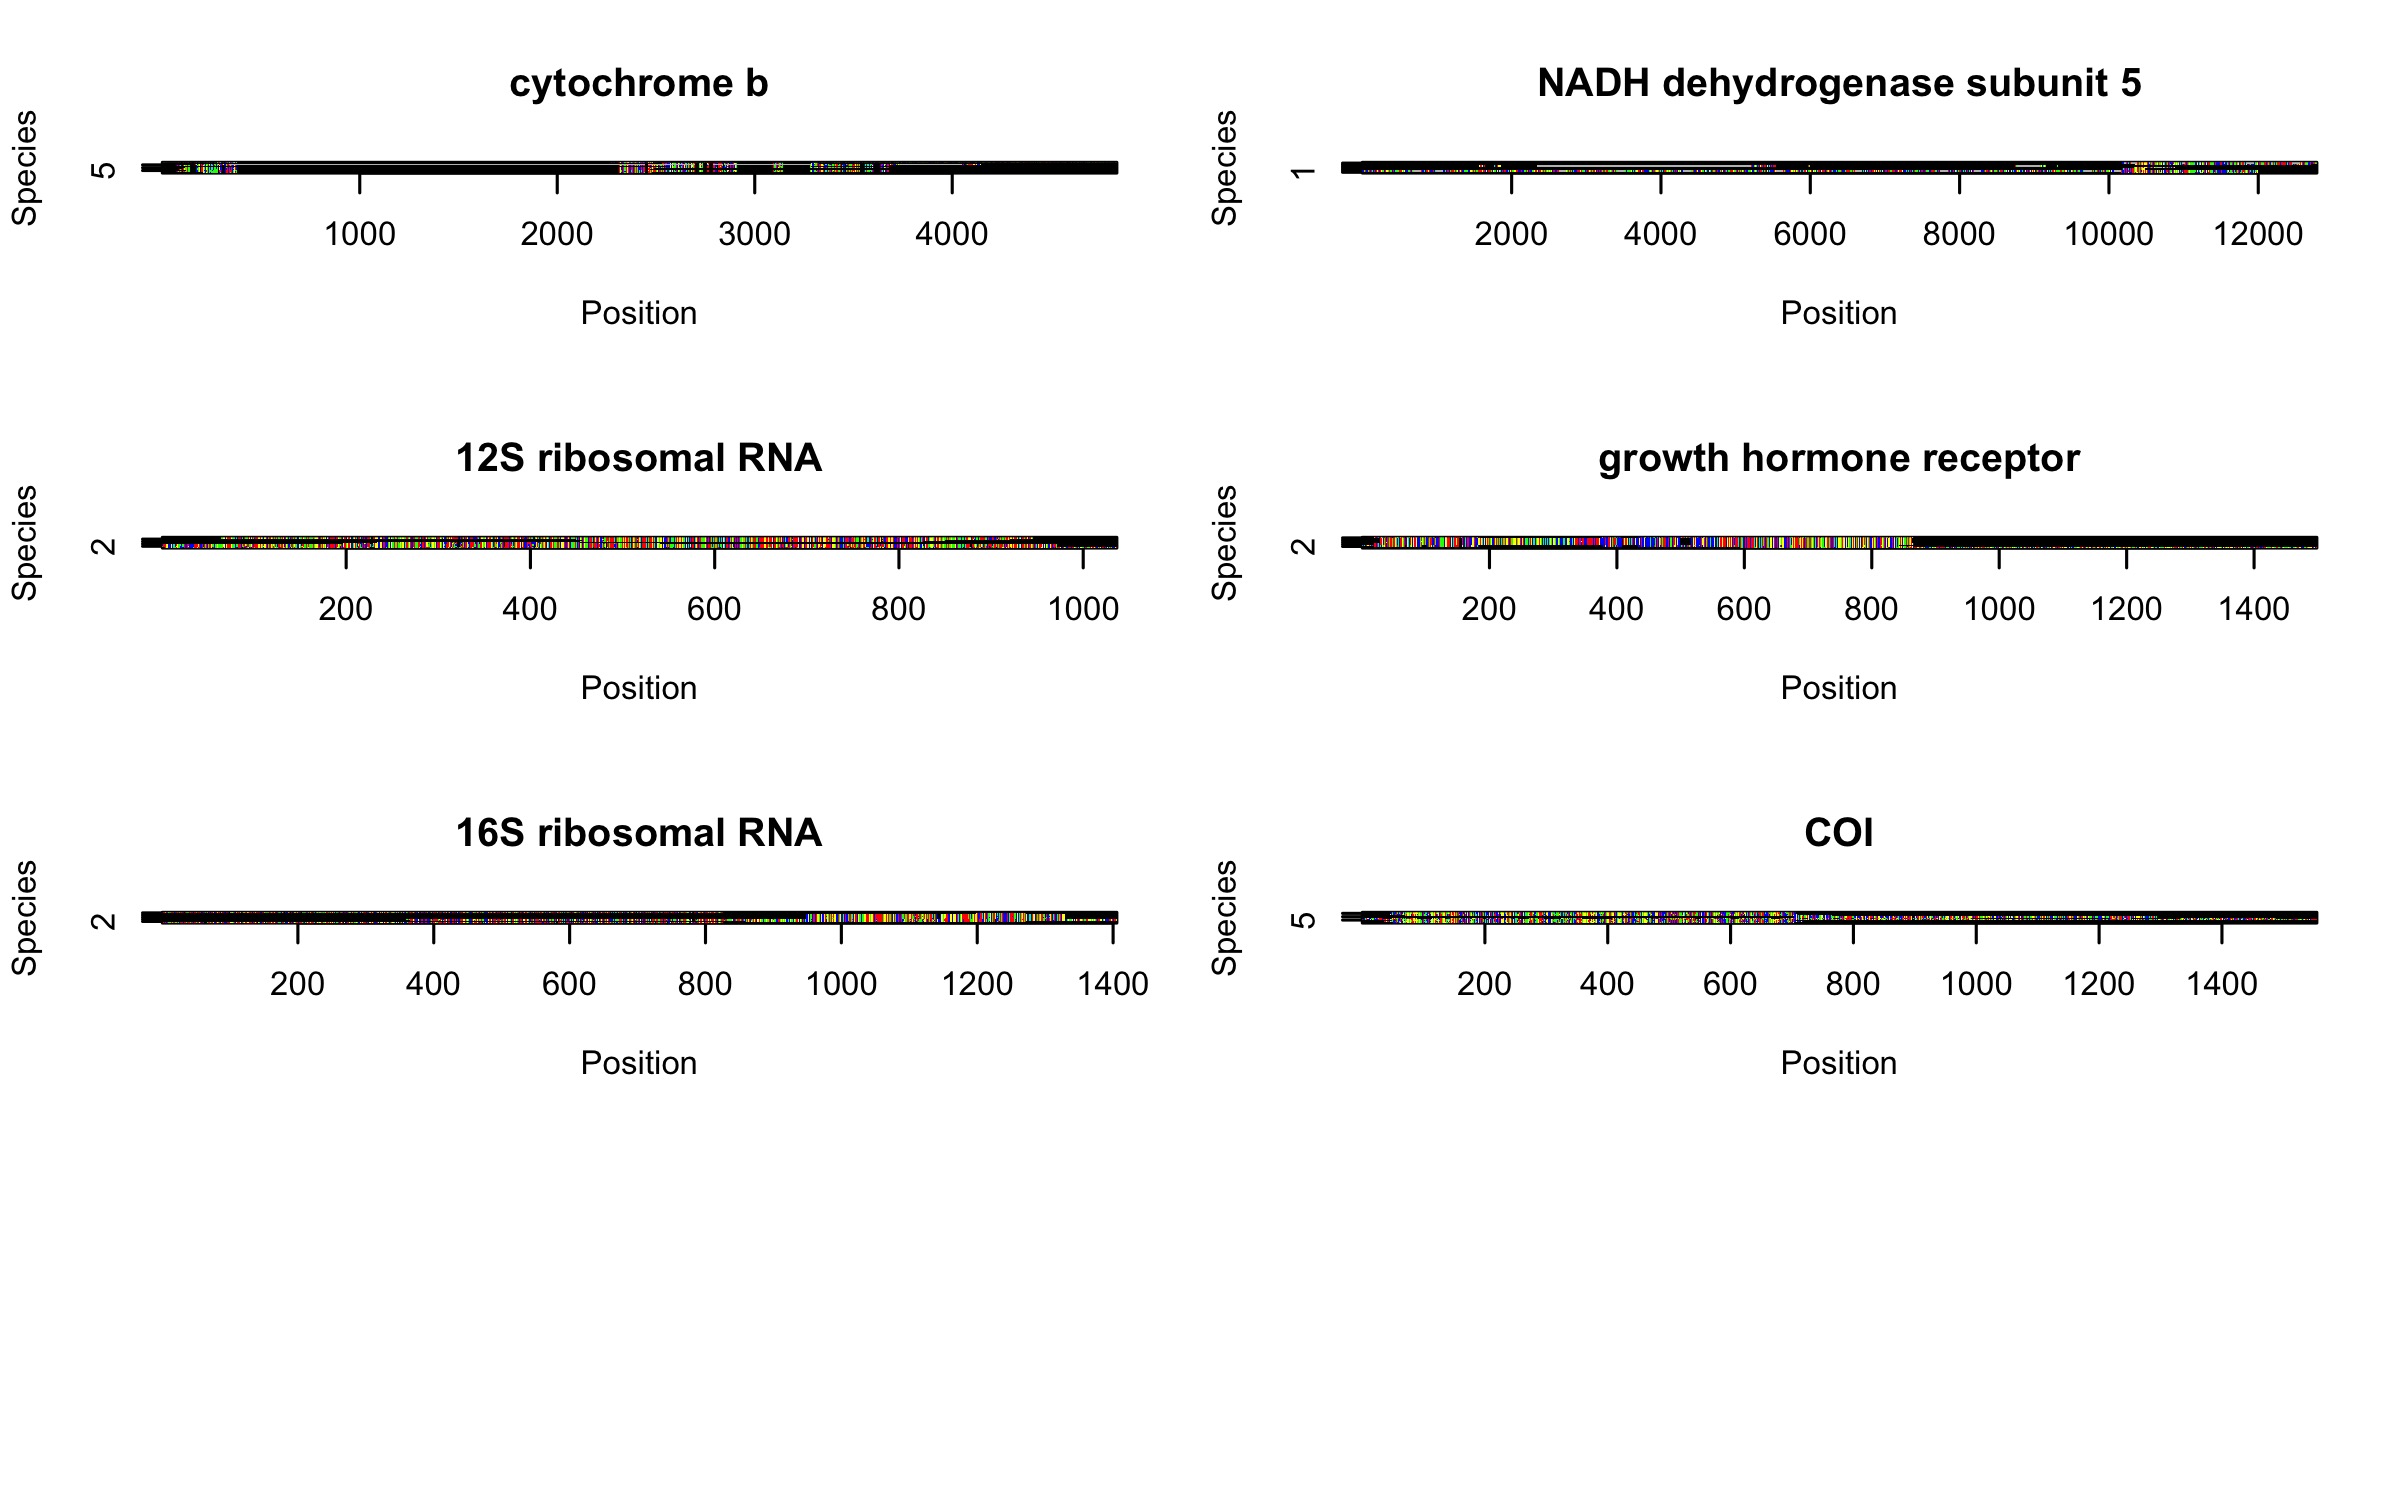 cytochrome b
Species
5
1000 2000 3000 4000
Position
NADH dehydrogenase subunit 5
Species
1
2000 4000 6000 8000 10000 12000
Position
12S ribosomal RNA
Species
2
200 400 600 800 1000
Position
growth hormone receptor
Species
2
200 400 600 800 1000 1200 1400
Position
16S ribosomal RNA
Species
2
200 400 600 800 1000 1200 1400
Position
COI
Species
5
200 400 600 800 1000 1200 1400
Position